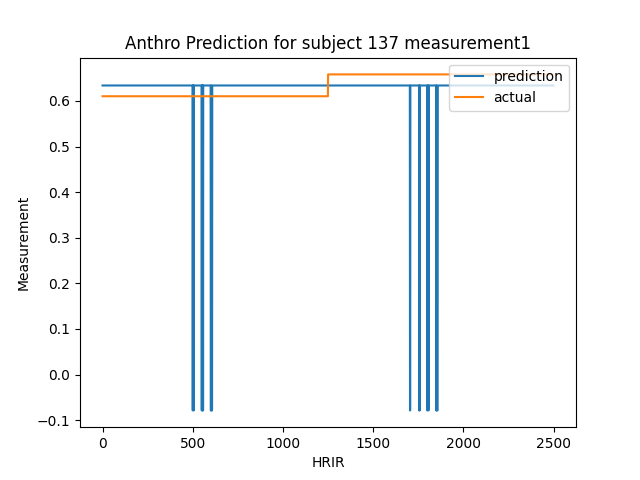 Anthro Prediction for subject 137 measurement1
prediction
actual
Measurement
0.6
0.5
0.4
0.3
0.2
0.1
0.0
−0.1
0 500 1000 1500 2000 2500
HRIR